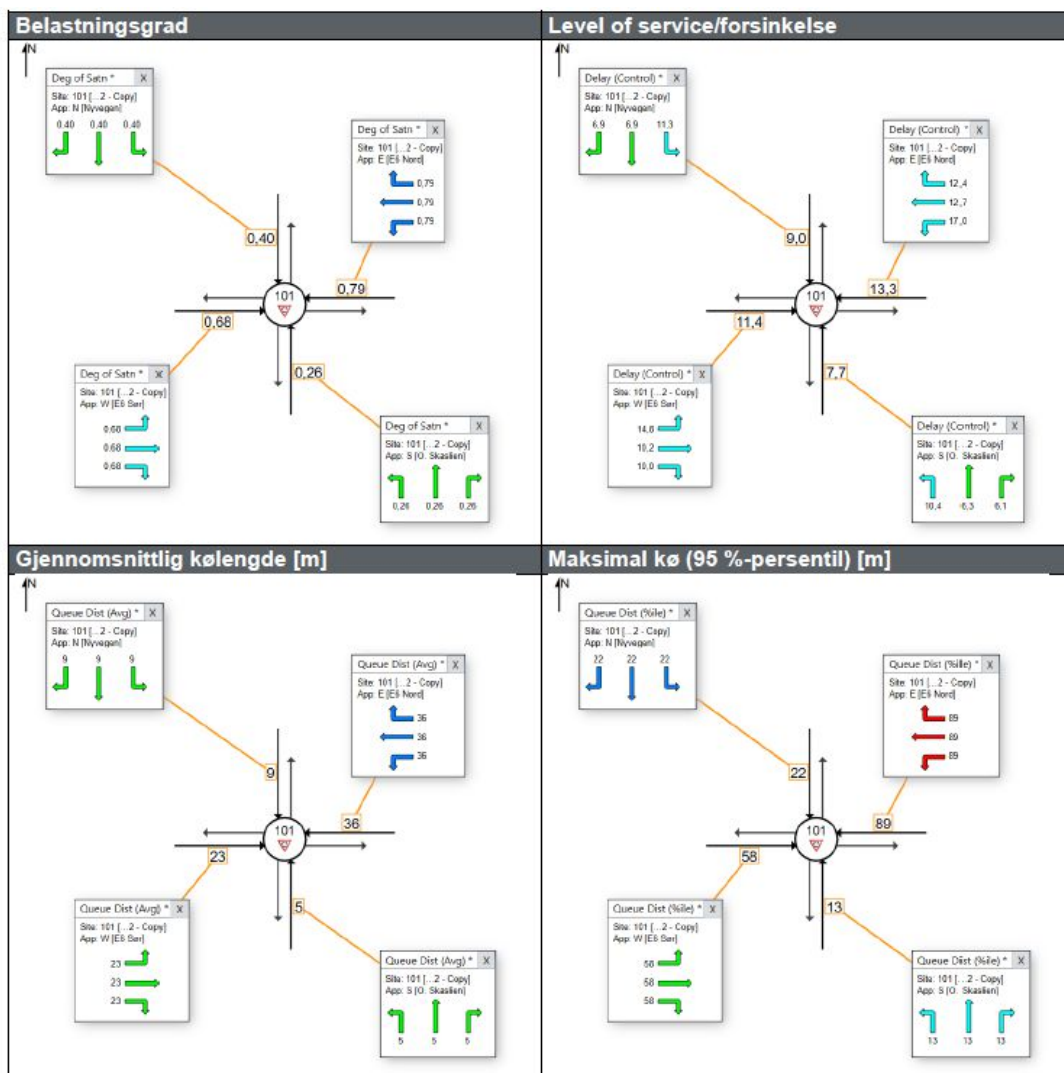 Belastningsgrad
N
Deg of Satn * X
Site: 101 [...2 - Copy]
App: N [Nyvegen]
0.40 0.40 0.40
Deg of Satn * X
Site: 101 [...2 - Copy]
App: E [E6 Nord]
0,79
0,79
0,79
0,40
101
0,79
0,68
0,26
Deg of Satn * X
Site: 101 [...2 - Copy]
App: W [E6 Sør]
0,68
0,68
0,68
Deg of Satn * X
Site: 101 [...2 - Copy]
App: S [O. Skaslien]
0,26 0,26 0,26
Level of service/forsinkelse
N
Delay (Control) * X
Site: 101 [...2 - Copy]
App: N [Nyvegen]
6.9 6.9 11.3
Delay (Control) * X
Site: 101 [...2 - Copy]
App: E [E6 Nord]
12,4
12,7
17,0
9,0
101
13,3
11,4
7,7
Delay (Control) * X
Site: 101 [...2 - Copy]
App: W [E6 Sør]
14,6
10,2
10,0
Delay (Control) * X
Site: 101 [...2 - Copy]
App: S [O. Skaslien]
10,4 6,3 6,1
Gjennomsnittlig kølengde [m]
N
Queue Dist (Avg) * X
Site: 101 [...2 - Copy]
App: N [Nyvegen]
9 9 9
Queue Dist (Avg) * X
Site: 101 [...2 - Copy]
App: E [E6 Nord]
36
36
36
9
101
36
23
5
Queue Dist (Avg) * X
Site: 101 [...2 - Copy]
App: W [E6 Sør]
23
23
23
Queue Dist (Avg) * X
Site: 101 [...2 - Copy]
App: S [O. Skaslien]
5 5 5
Maksimal kø (95 %-persentil) [m]
N
Queue Dist (%ile) * X
Site: 101 [...2 - Copy]
App: N [Nyvegen]
22 22 22
Queue Dist (%ile) * X
Site: 101 [...2 - Copy]
App: E [E6 Nord]
89
89
89
22
101
89
58
13
Queue Dist (%ile) * X
Site: 101 [...2 - Copy]
App: W [E6 Sør]
58
58
58
Queue Dist (%ile) * X
Site: 101 [...2 - Copy]
App: S [O. Skaslien]
13 13 13